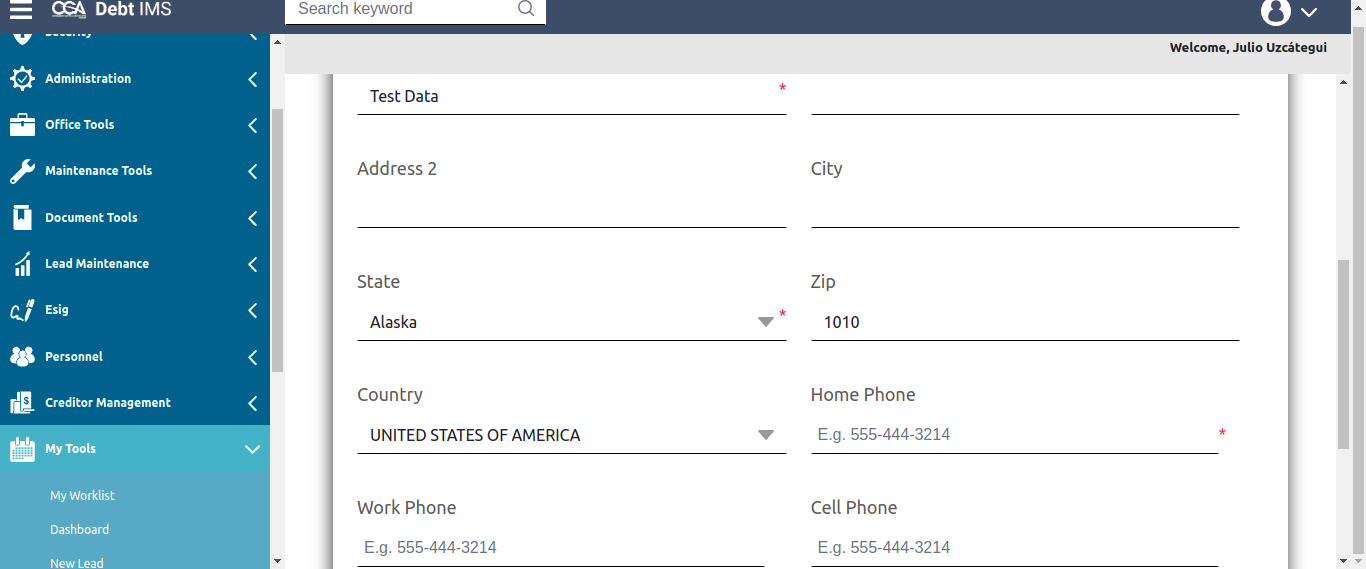 CGA Debt IMS
Search keyword
Welcome, Julio Uzcátegui
Security
Administration
Office Tools
Maintenance Tools
Document Tools
Lead Maintenance
Esig
Personnel
Creditor Management
My Tools
My Worklist
Dashboard
New Lead
Test Data *
Address 2
City
State
Zip
Alaska *
1010
Country
Home Phone
UNITED STATES OF AMERICA
E.g. 555-444-3214 *
Work Phone
Cell Phone
E.g. 555-444-3214
E.g. 555-444-3214